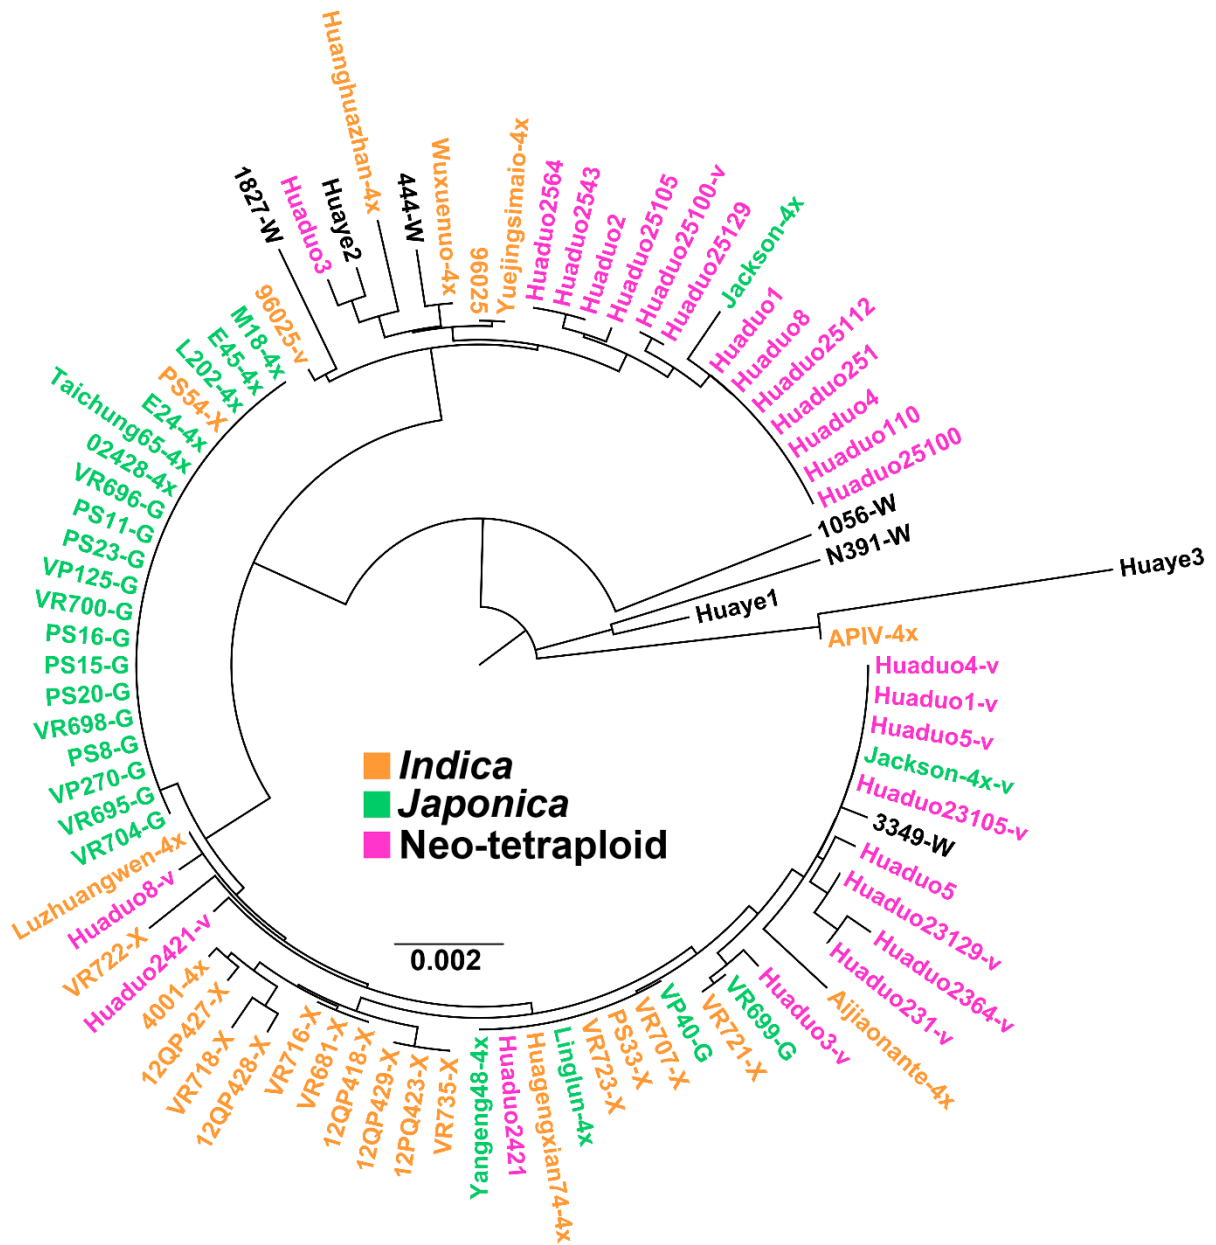 Huanghuazhan-4x
1827-W
Huaduo3
Huaye2
444-W
Wuxuenuo-4x
96025
Yuejingsimaio-4x
Huaduo2564
Huaduo2543
Huaduo2
Huaduo25105
Huaduo25100-v
Huaduo25129
Jackson-4x
Huaduo1
Huaduo8
Huaduo25112
Huaduo251
Huaduo4
Huaduo110
Huaduo25100
1056-W
N391-W
Huaye3
Huaye1
APIV-4x
Huaduo4-v
Huaduo1-v
Huaduo5-v
Jackson-4x-v
Huaduo23105-v
3349-W
Huaduo5
Huaduo23129-v
Huaduo2364-v
Huaduo231-v
Aijiaonante-4x
Huaduo3-v
VR699-G
VR721-X
VP40-G
VR707-X
PS33-X
VR723-X
Linglun-4x
Huagengxian74-4x
Huaduo2421
Yangeng48-4x
VR735-X
12PQ423-X
12QP429-X
12QP418-X
VR681-X
VR716-X
12QP428-X
VR718-X
12QP427-X
4001-4x
Huaduo2421-v
VR722-X
Huaduo8-v
Luzhuangwen-4x
VR704-G
VR695-G
VP270-G
PS8-G
VR698-G
PS20-G
PS15-G
PS16-G
VR700-G
VP125-G
PS23-G
PS11-G
VR696-G
02428-4x
Taichung65-4x
E24-4x
PS54-X
L202-4x
E45-4x
M18-4x
96025-v
Indica
Japonica
Neo-tetraploid
0.002